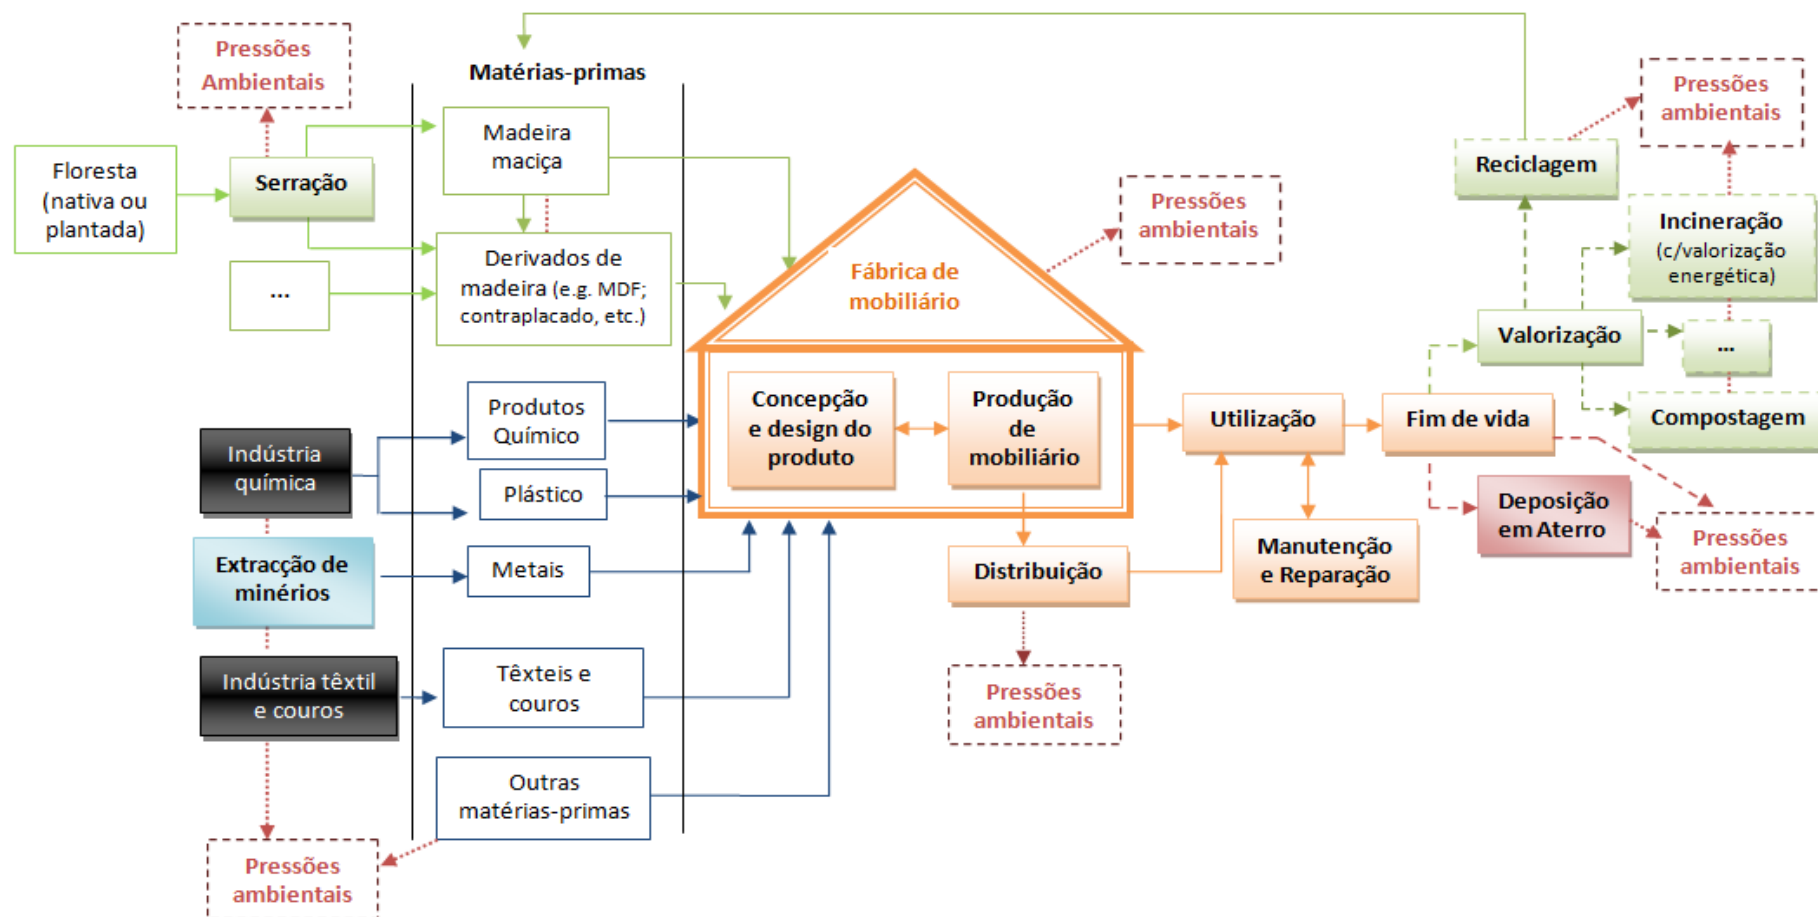 Pressões
Ambientais
Matérias-primas
Floresta
(nativa ou
plantada)
Serração
...
Madeira
maciça
Derivados de
madeira (e.g. MDF;
contraplacado, etc.)
Indústria
química
Produtos
Químico
Plástico
Extracção de
minérios
Metais
Indústria têxtil
e couros
Têxteis e
couros
Outras
matérias-primas
Pressões
ambientais
Fábrica de
mobiliário
Concepção
e design do
produto
Produção
de
mobiliário
Pressões
ambientais
Distribuição
Pressões
ambientais
Utilização
Manutenção
e Reparação
Fim de vida
Reciclagem
Pressões
ambientais
Incineração
(c/valorização
energética)
Valorização
...
Compostagem
Deposição
em Aterro
Pressões
ambientais